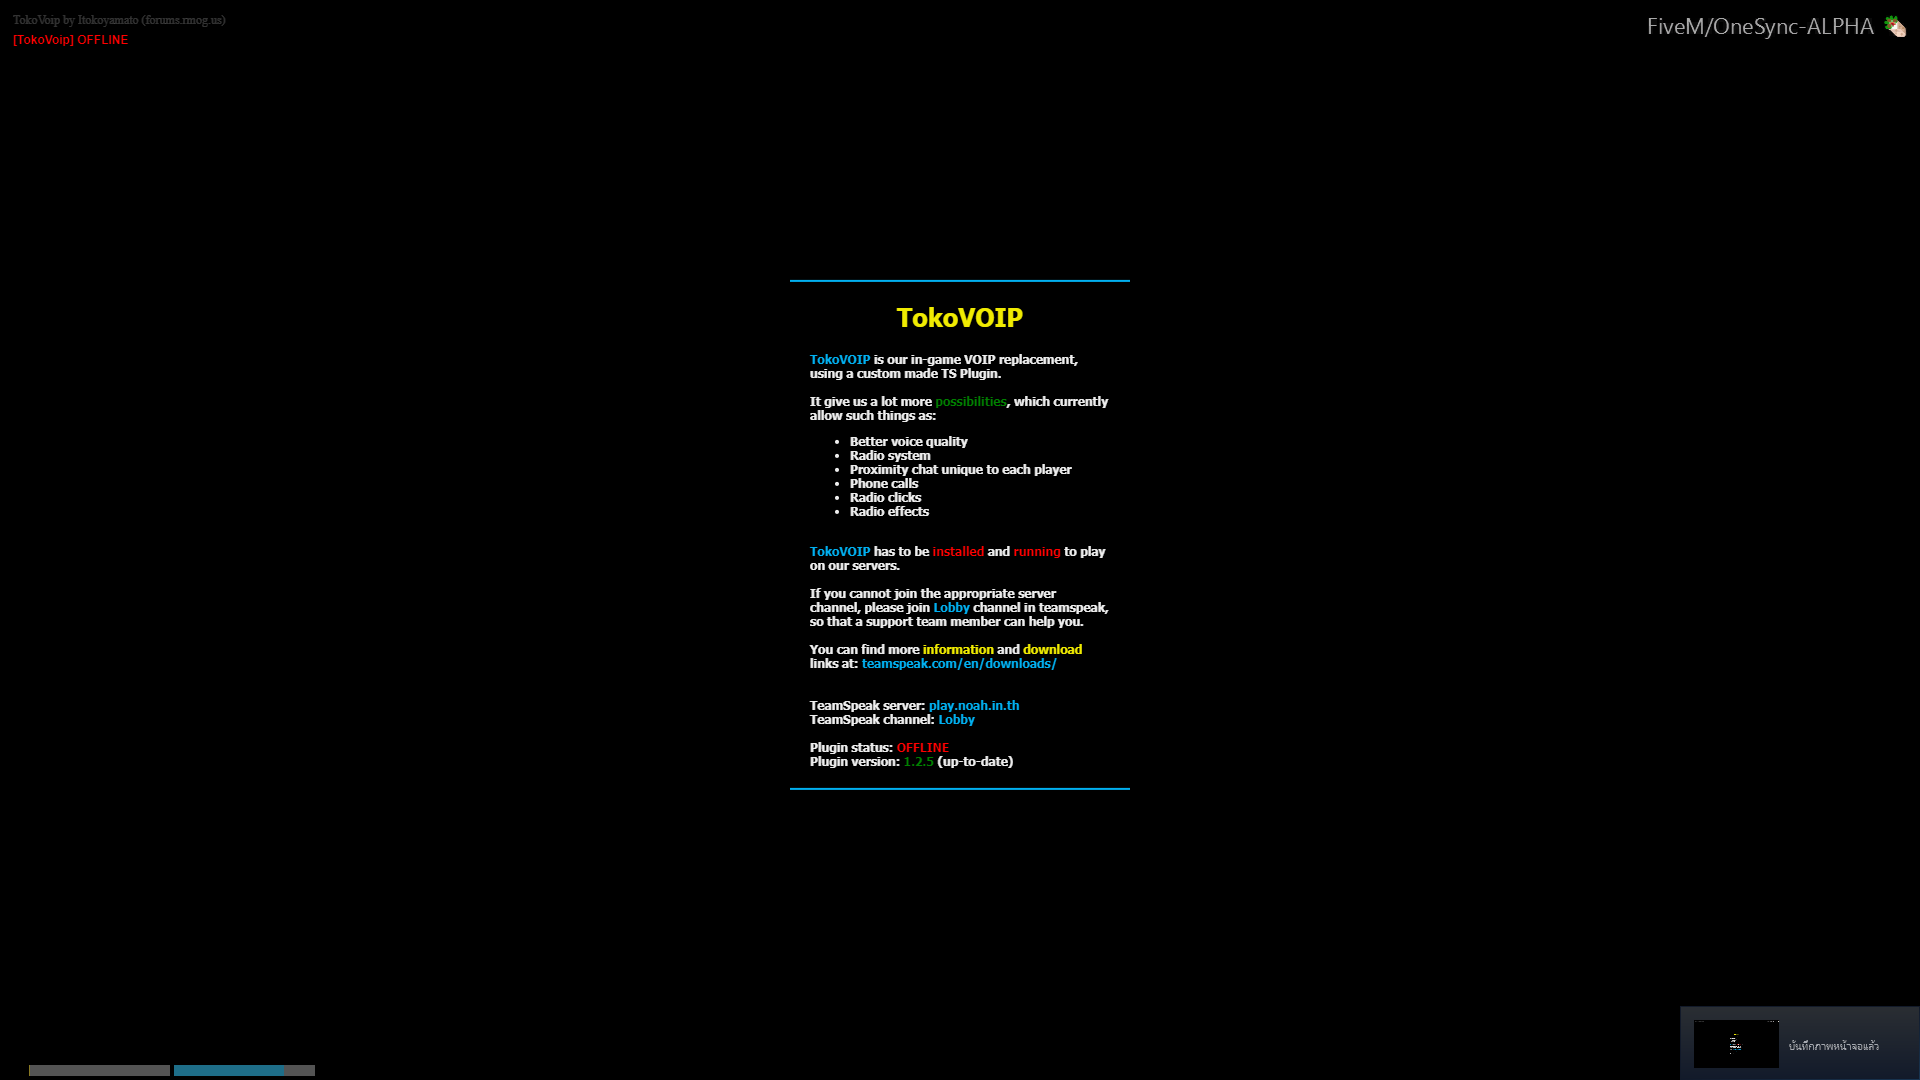 TokoVoip by Itokoyamato (forums.rmog.us)
[TokoVoip] OFFLINE
FiveM/OneSync-ALPHA
TokoVOIP
TokoVOIP is our in-game VOIP replacement,
using a custom made TS Plugin.
It give us a lot more possibilities, which currently
allow such things as:
• Better voice quality
• Radio system
• Proximity chat unique to each player
• Phone calls
• Radio clicks
• Radio effects
TokoVOIP has to be installed and running to play
on our servers.
If you cannot join the appropriate server
channel, please join Lobby channel in teamspeak,
so that a support team member can help you.
You can find more information and download
links at: teamspeak.com/en/downloads/
TeamSpeak server: play.noah.in.th
TeamSpeak channel: Lobby
Plugin status: OFFLINE
Plugin version: 1.2.5 (up-to-date)
บันทึกภาพหน้าจอแล้ว